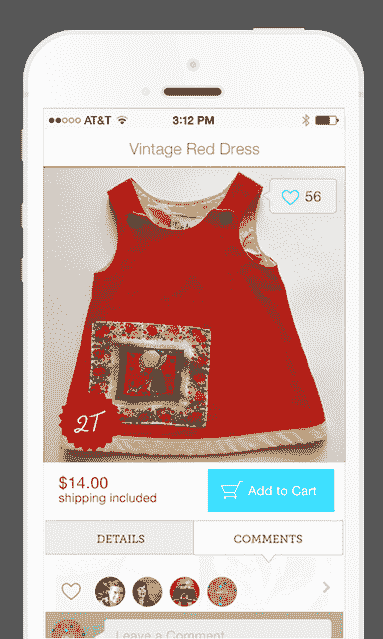 AT&T 3:12 PM
Vintage Red Dress
56
2T
$14.00
shipping included
Add to Cart
DETAILS COMMENTS
Leave a Comment